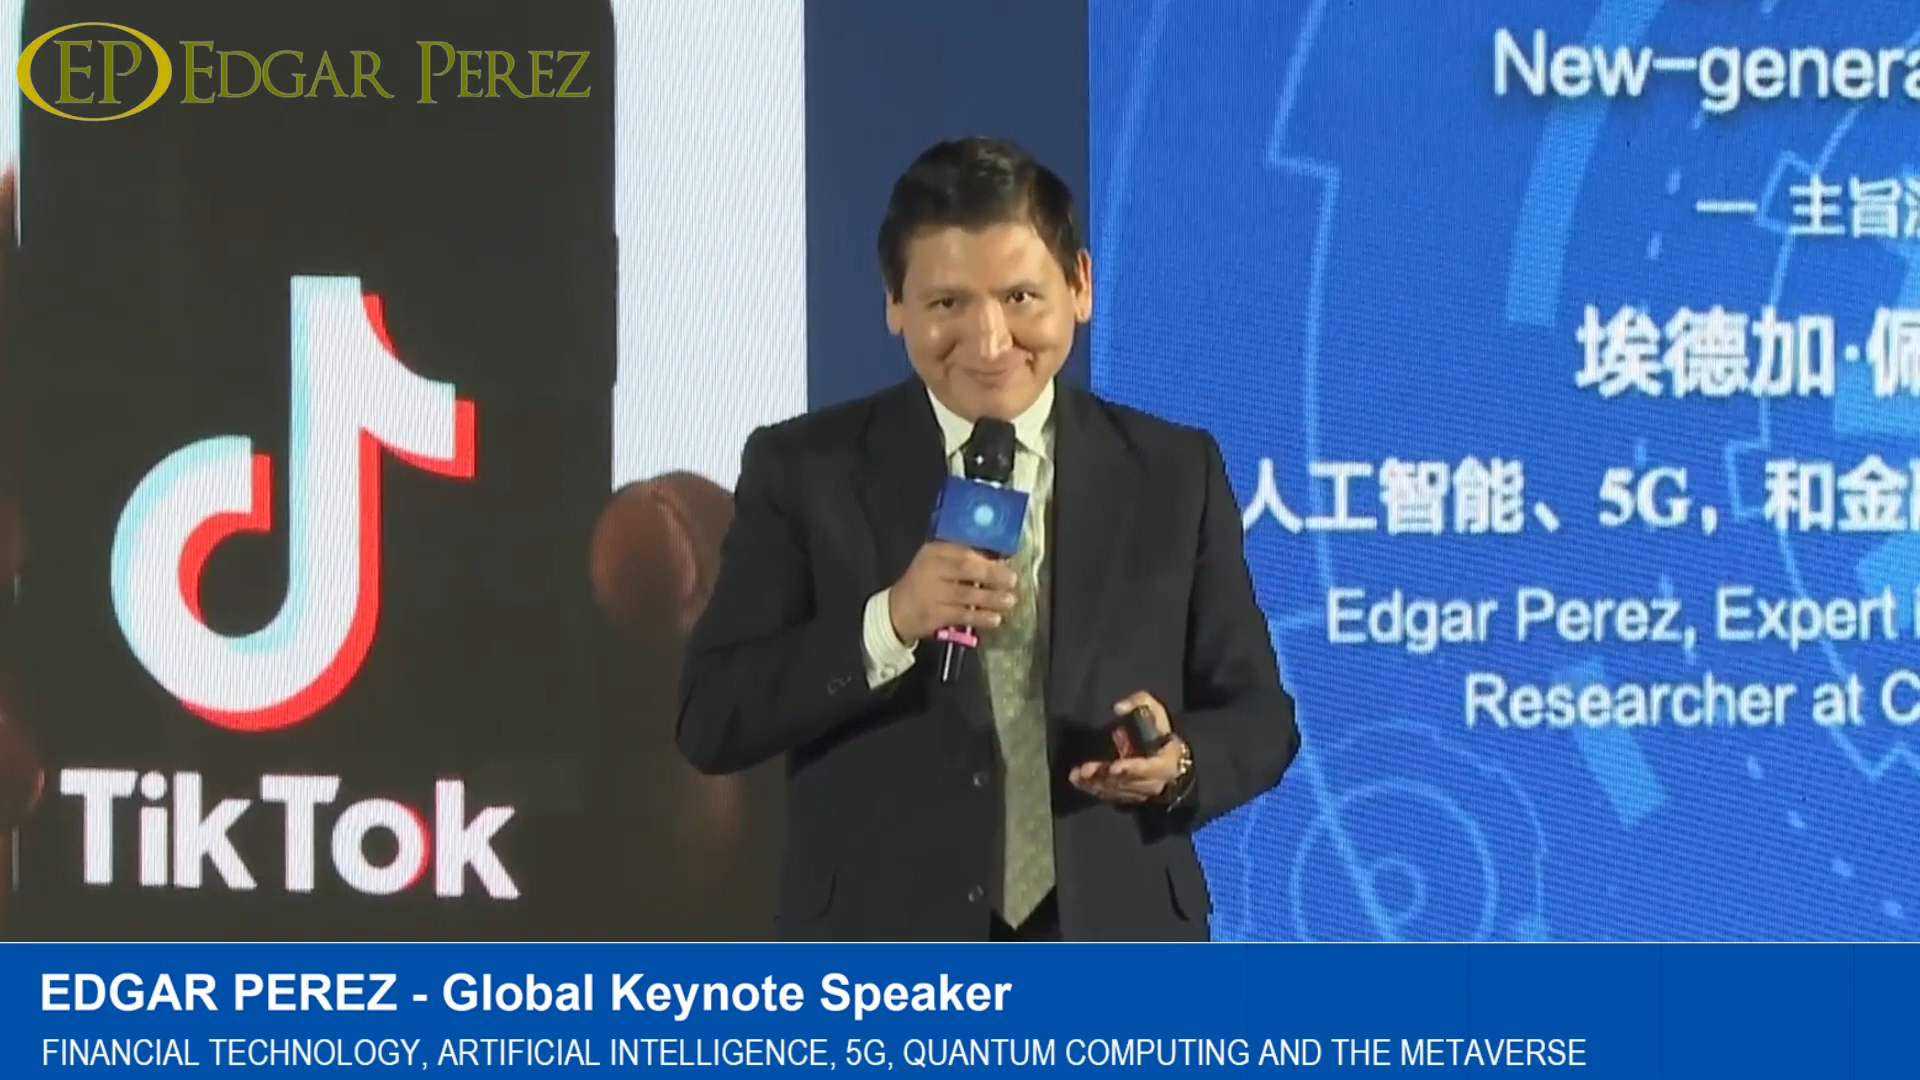 EP EDGAR PEREZ
TikTok
New-genera
— 主旨
埃德加·佩
人工智能、5G，和金融
Edgar Perez, Expert i
Researcher at C
EDGAR PEREZ - Global Keynote Speaker
FINANCIAL TECHNOLOGY, ARTIFICIAL INTELLIGENCE, 5G, QUANTUM COMPUTING AND THE METAVERSE